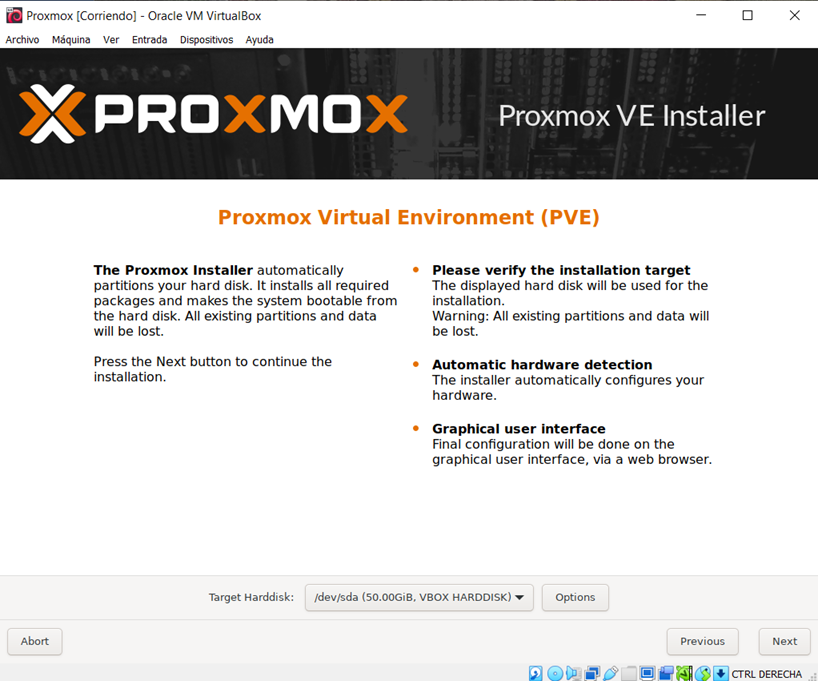 Proxmox [Corriendo] - Oracle VM VirtualBox
Archivo Máquina Ver Entrada Dispositivos Ayuda
PROXMOX
Proxmox VE Installer
Proxmox Virtual Environment (PVE)
The Proxmox Installer automatically
partitions your hard disk. It installs all required
packages and makes the system bootable from
the hard disk. All existing partitions and data
will be lost.
Press the Next button to continue the
installation.
Please verify the installation target
The displayed hard disk will be used for the
installation.
Warning: All existing partitions and data will
be lost.
Automatic hardware detection
The installer automatically configures your
hardware.
Graphical user interface
Final configuration will be done on the
graphical user interface, via a web browser.
Target Harddisk: /dev/sda (50.00GiB, VBOX HARDDISK) Options
Abort Previous Next
CTRL DERECHA